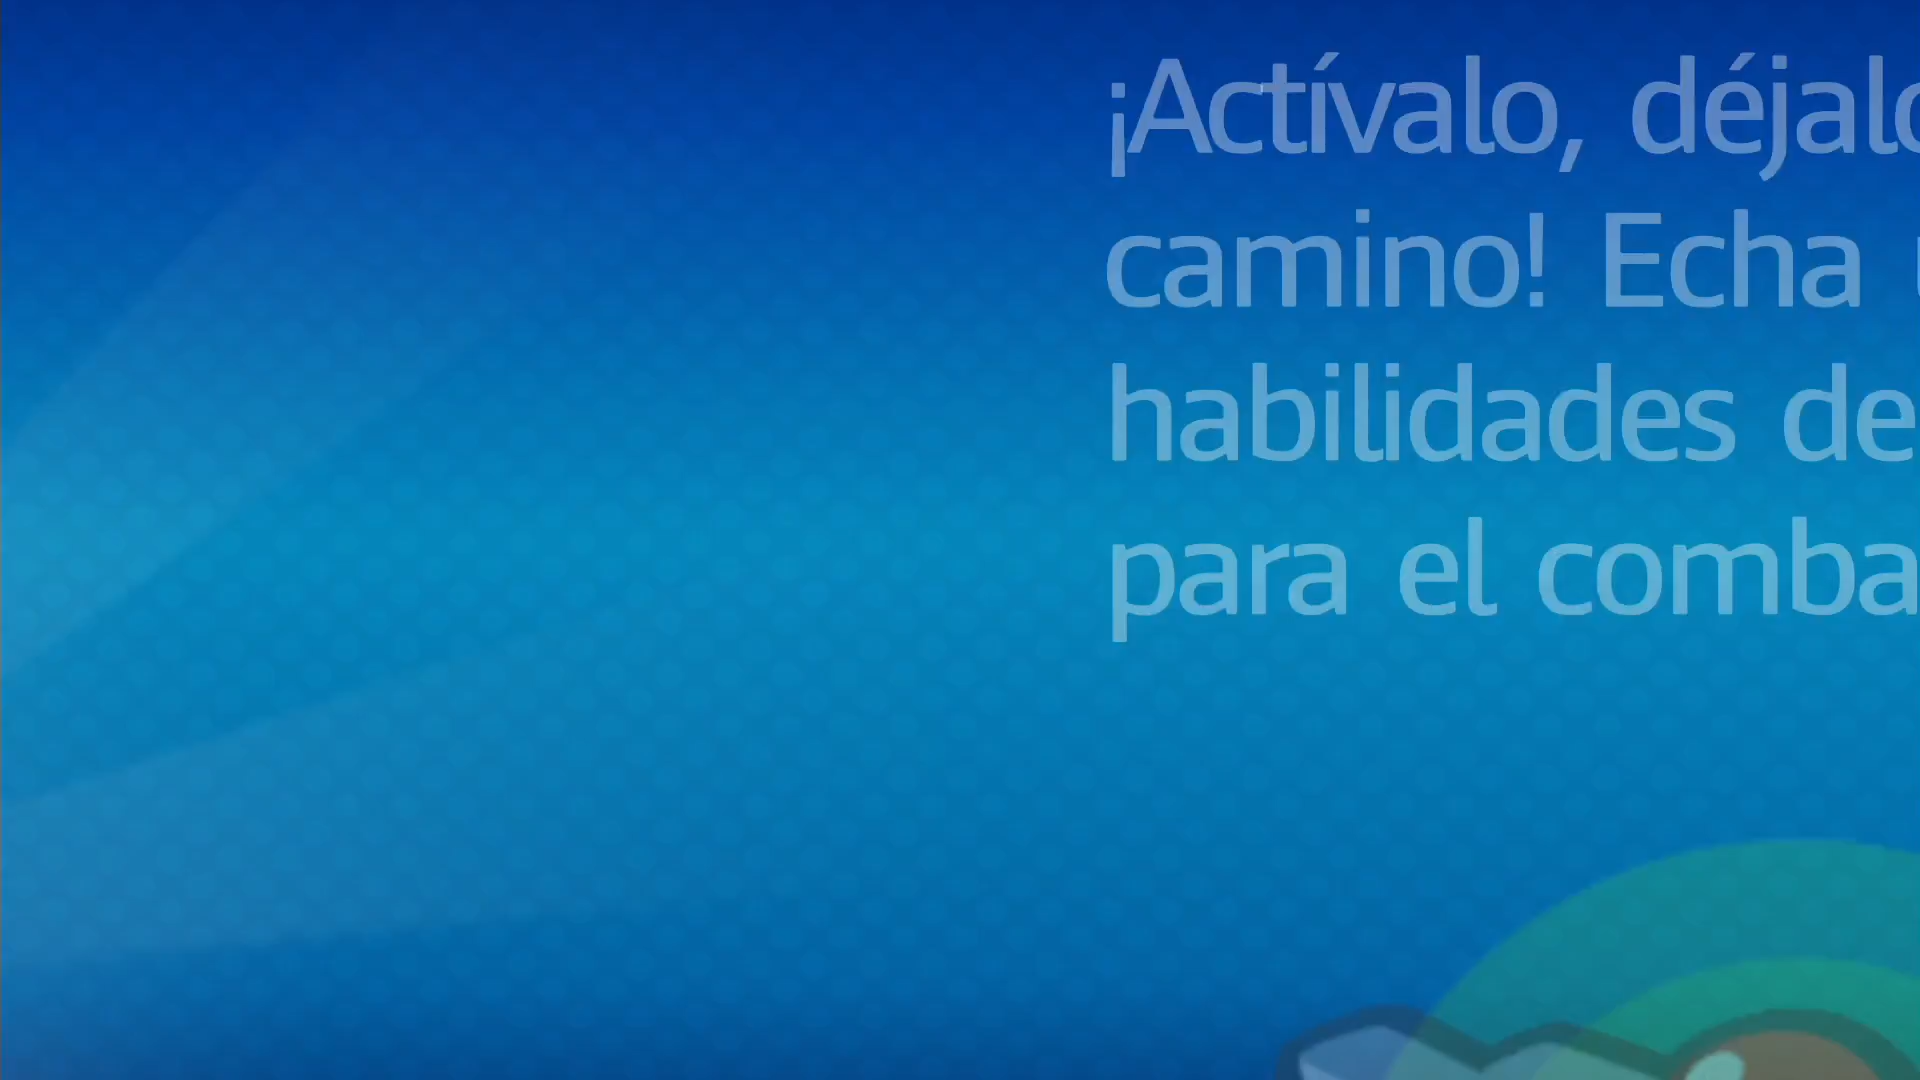 ¡Actívalo, déjalo
camino! Echa
habilidades de
para el comba